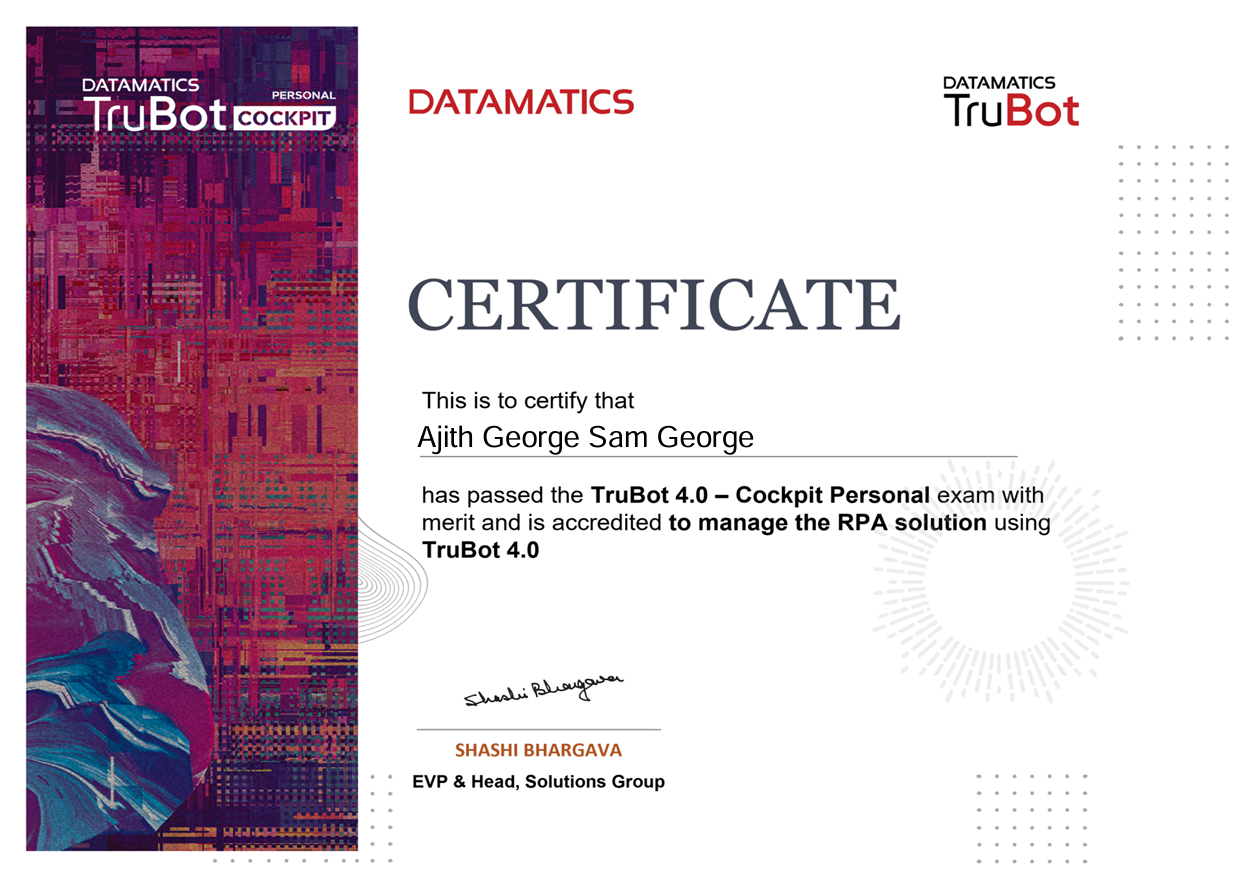 DATAMATICS
TruBot PERSONAL COCKPIT
DATAMATICS
DATAMATICS
TruBot
CERTIFICATE
This is to certify that
Ajith George Sam George
has passed the TruBot 4.0 – Cockpit Personal exam with
merit and is accredited to manage the RPA solution using
TruBot 4.0
Shashi Bhargava
SHASHI BHARGAVA
EVP & Head, Solutions Group